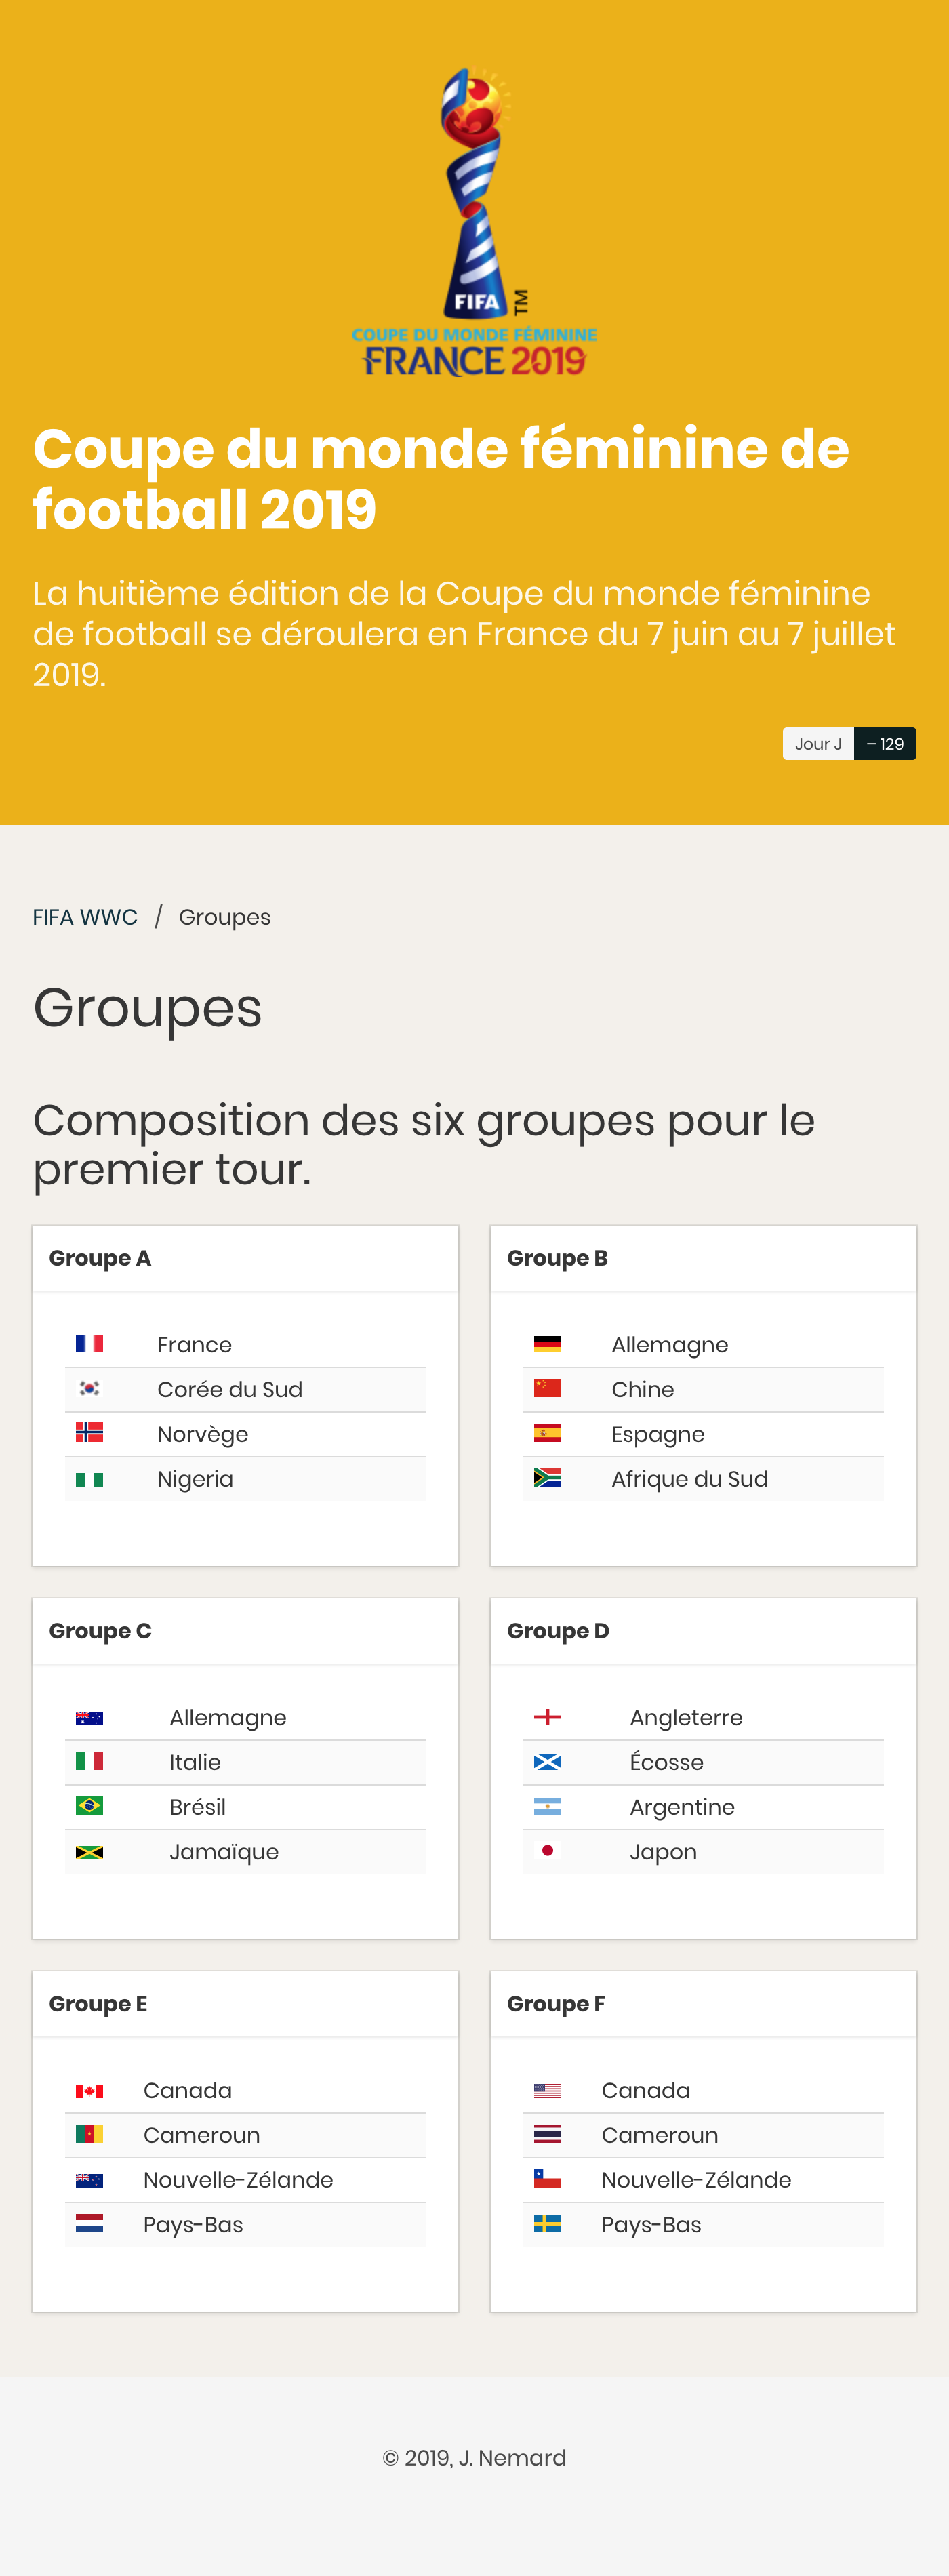 FIFA
TM
COUPE DU MONDE FÉMININE
FRANCE 2019
Coupe du monde féminine de
football 2019
La huitième édition de la Coupe du monde féminine
de football se déroulera en France du 7 juin au 7 juillet
2019.
Jour J – 129
FIFA WWC / Groupes
Groupes
Composition des six groupes pour le
premier tour.
Groupe A
France
Corée du Sud
Norvège
Nigeria
Groupe B
Allemagne
Chine
Espagne
Afrique du Sud
Groupe C
Allemagne
Italie
Brésil
Jamaïque
Groupe D
Angleterre
Écosse
Argentine
Japon
Groupe E
Canada
Cameroun
Nouvelle-Zélande
Pays-Bas
Groupe F
Canada
Cameroun
Nouvelle-Zélande
Pays-Bas
© 2019, J. Nemard